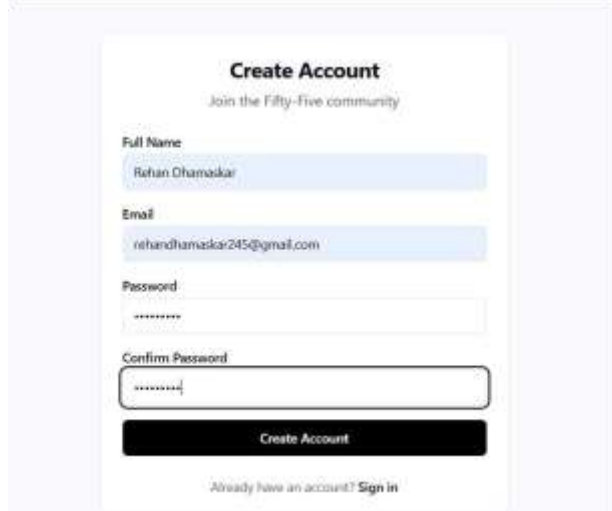 Create Account
Join the Fifty-Five community
Full Name
Rehan Dhamaskar
Email
rehandhamaskar245@gmail.com
Password
•••••••••
Confirm Password
•••••••••
Create Account
Already have an account? Sign in